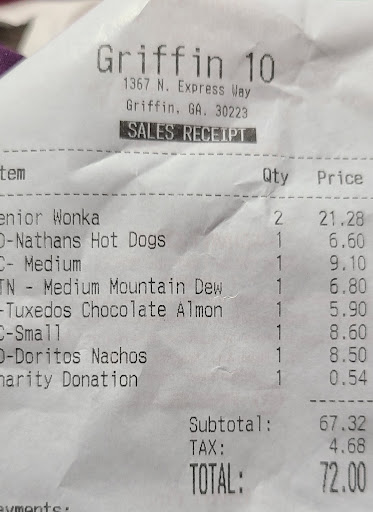 Griffin 10
1367 N. Express Way
Griffin, GA. 30223
SALES RECEIPT
tem Qty Price
enior Wonka 2 21.28
D-Nathans Hot Dogs 1 6.60
C- Medium 1 9.10
TN - Medium Mountain Dew 1 6.80
-Tuxedos Chocolate Almon 1 5.90
C-Small 1 8.60
D-Doritos Nachos 1 8.50
harity Donation 1 0.54
Subtotal: 67.32
TAX: 4.68
TOTAL: 72.00
ayments: